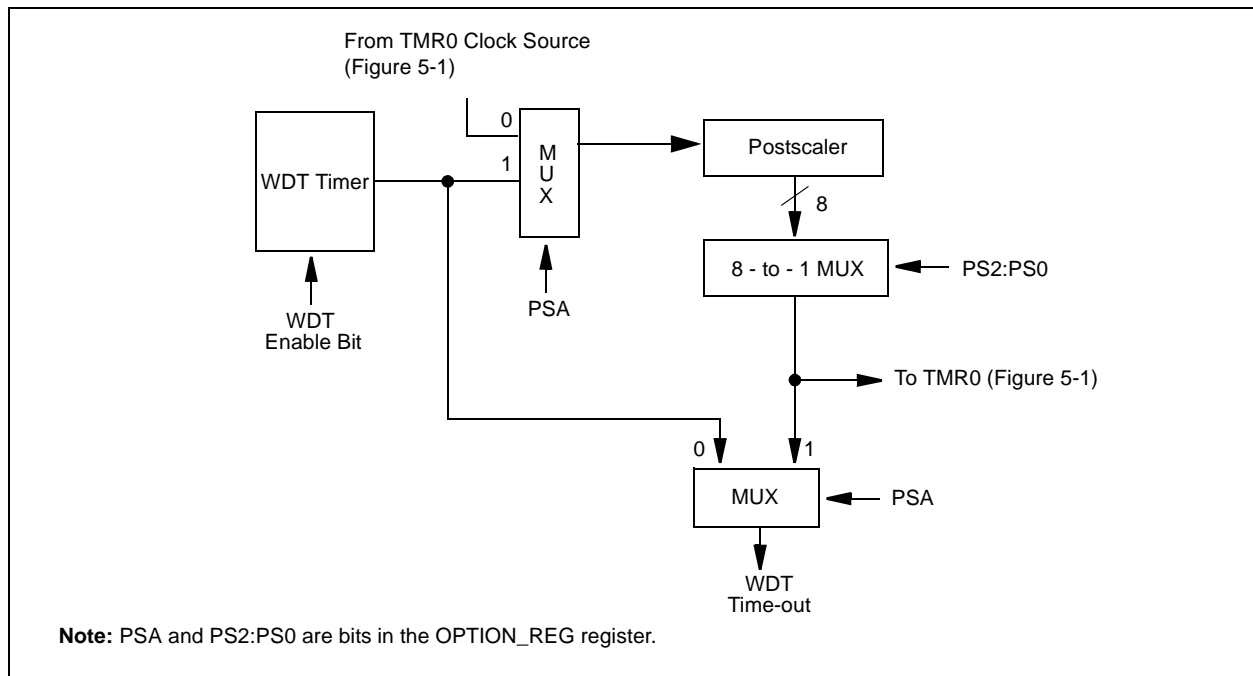 From TMR0 Clock Source
(Figure 5-1)
0
1
M
U
X
WDT Timer
Postscaler
8
8 - to - 1 MUX
PS2:PS0
PSA
WDT
Enable Bit
To TMR0 (Figure 5-1)
0
1
MUX
PSA
WDT
Time-out
Note: PSA and PS2:PS0 are bits in the OPTION_REG register.